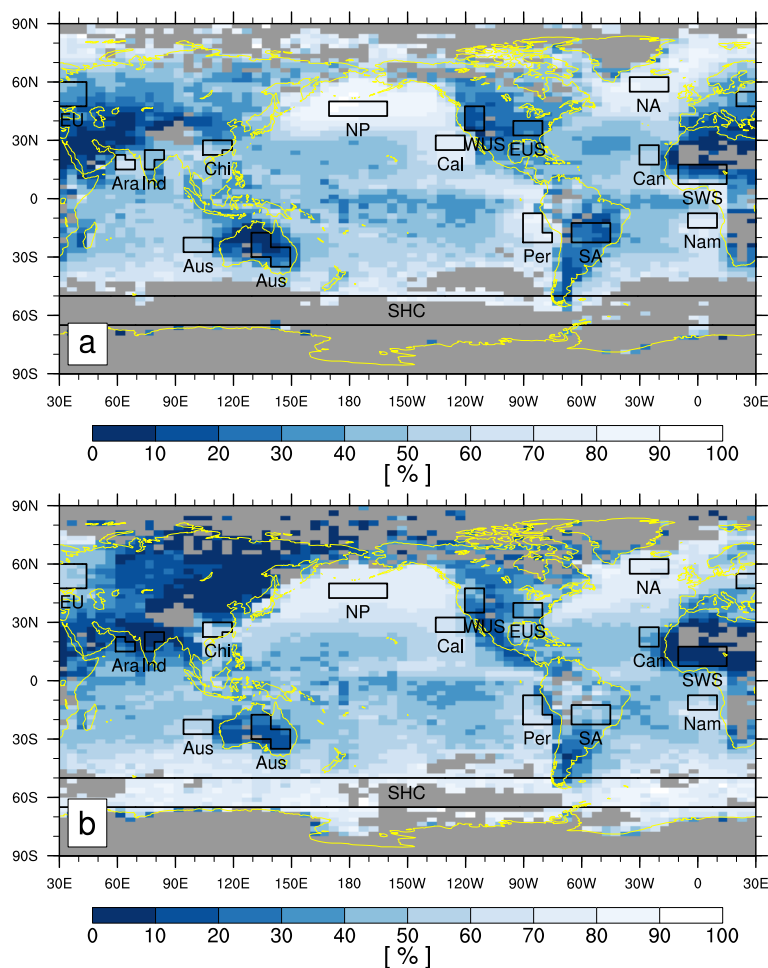 90N
60N
30N
0
30S
60S
90S
EU
Ara
Ind
Chi
NP
Cal
WUS
EUS
NA
Can
SWS
Aus
Aus
Per
SA
Nam
SHC
a
30E 60E 90E 120E 150E 180 150W 120W 90W 60W 30W 0 30E
0 10 20 30 40 50 60 70 80 90 100
[ % ]
90N
60N
30N
0
30S
60S
90S
EU
Ara
Ind
Chi
NP
Cal
WUS
EUS
NA
Can
SWS
Aus
Aus
Per
SA
Nam
SHC
b
30E 60E 90E 120E 150E 180 150W 120W 90W 60W 30W 0 30E
0 10 20 30 40 50 60 70 80 90 100
[ % ]